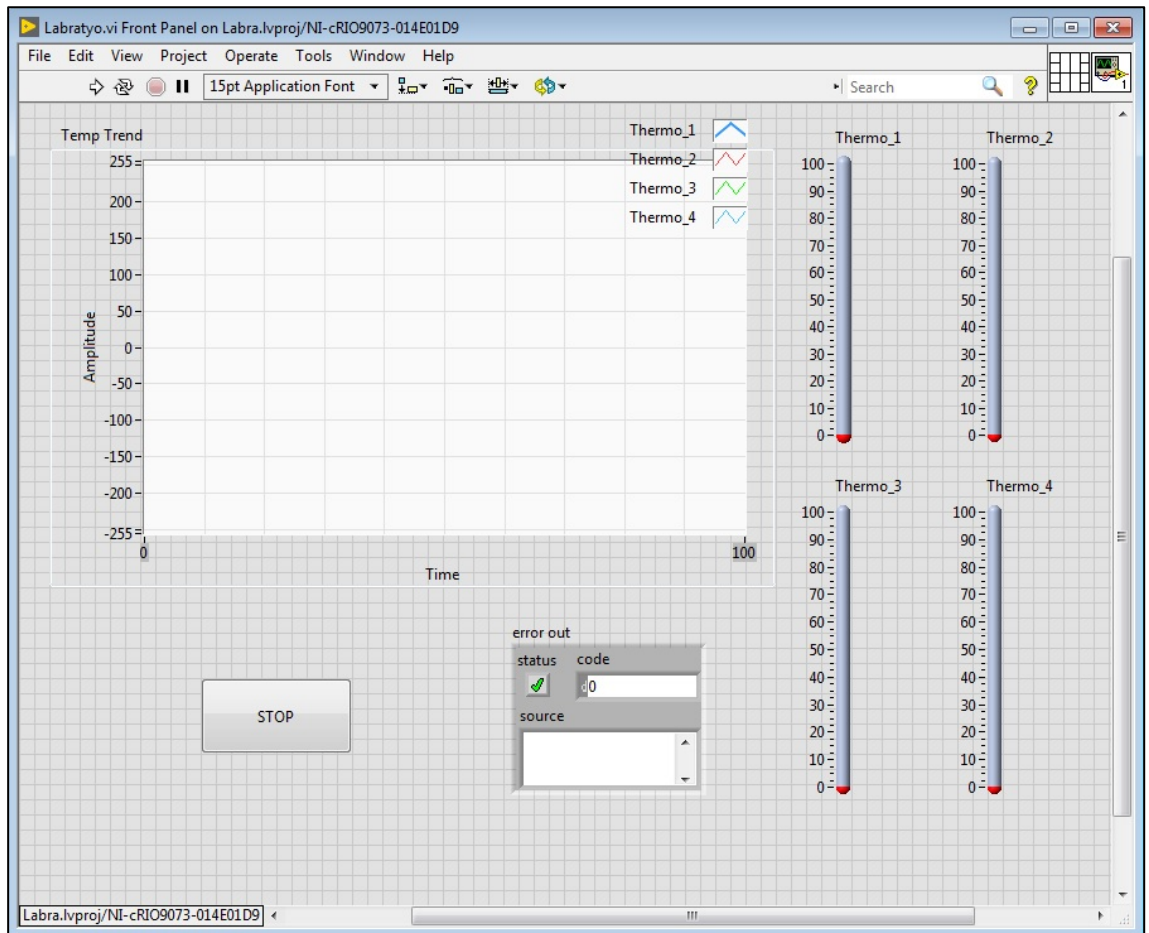 Labratyo.vi Front Panel on Labra.lvproj/NI-cRIO9073-014E01D9
File Edit View Project Operate Tools Window Help
15pt Application Font
Search
1
Temp Trend
Thermo_1
Thermo_2
Thermo_3
Thermo_4
255
200
150
100
50
0
-50
-100
-150
-200
-255
Amplitude
0 100
Time
Thermo_1
100
90
80
70
60
50
40
30
20
10
0
Thermo_2
100
90
80
70
60
50
40
30
20
10
0
Thermo_3
100
90
80
70
60
50
40
30
20
10
0
Thermo_4
100
90
80
70
60
50
40
30
20
10
0
STOP
error out
status code
d0
source
Labra.lvproj/NI-cRIO9073-014E01D9